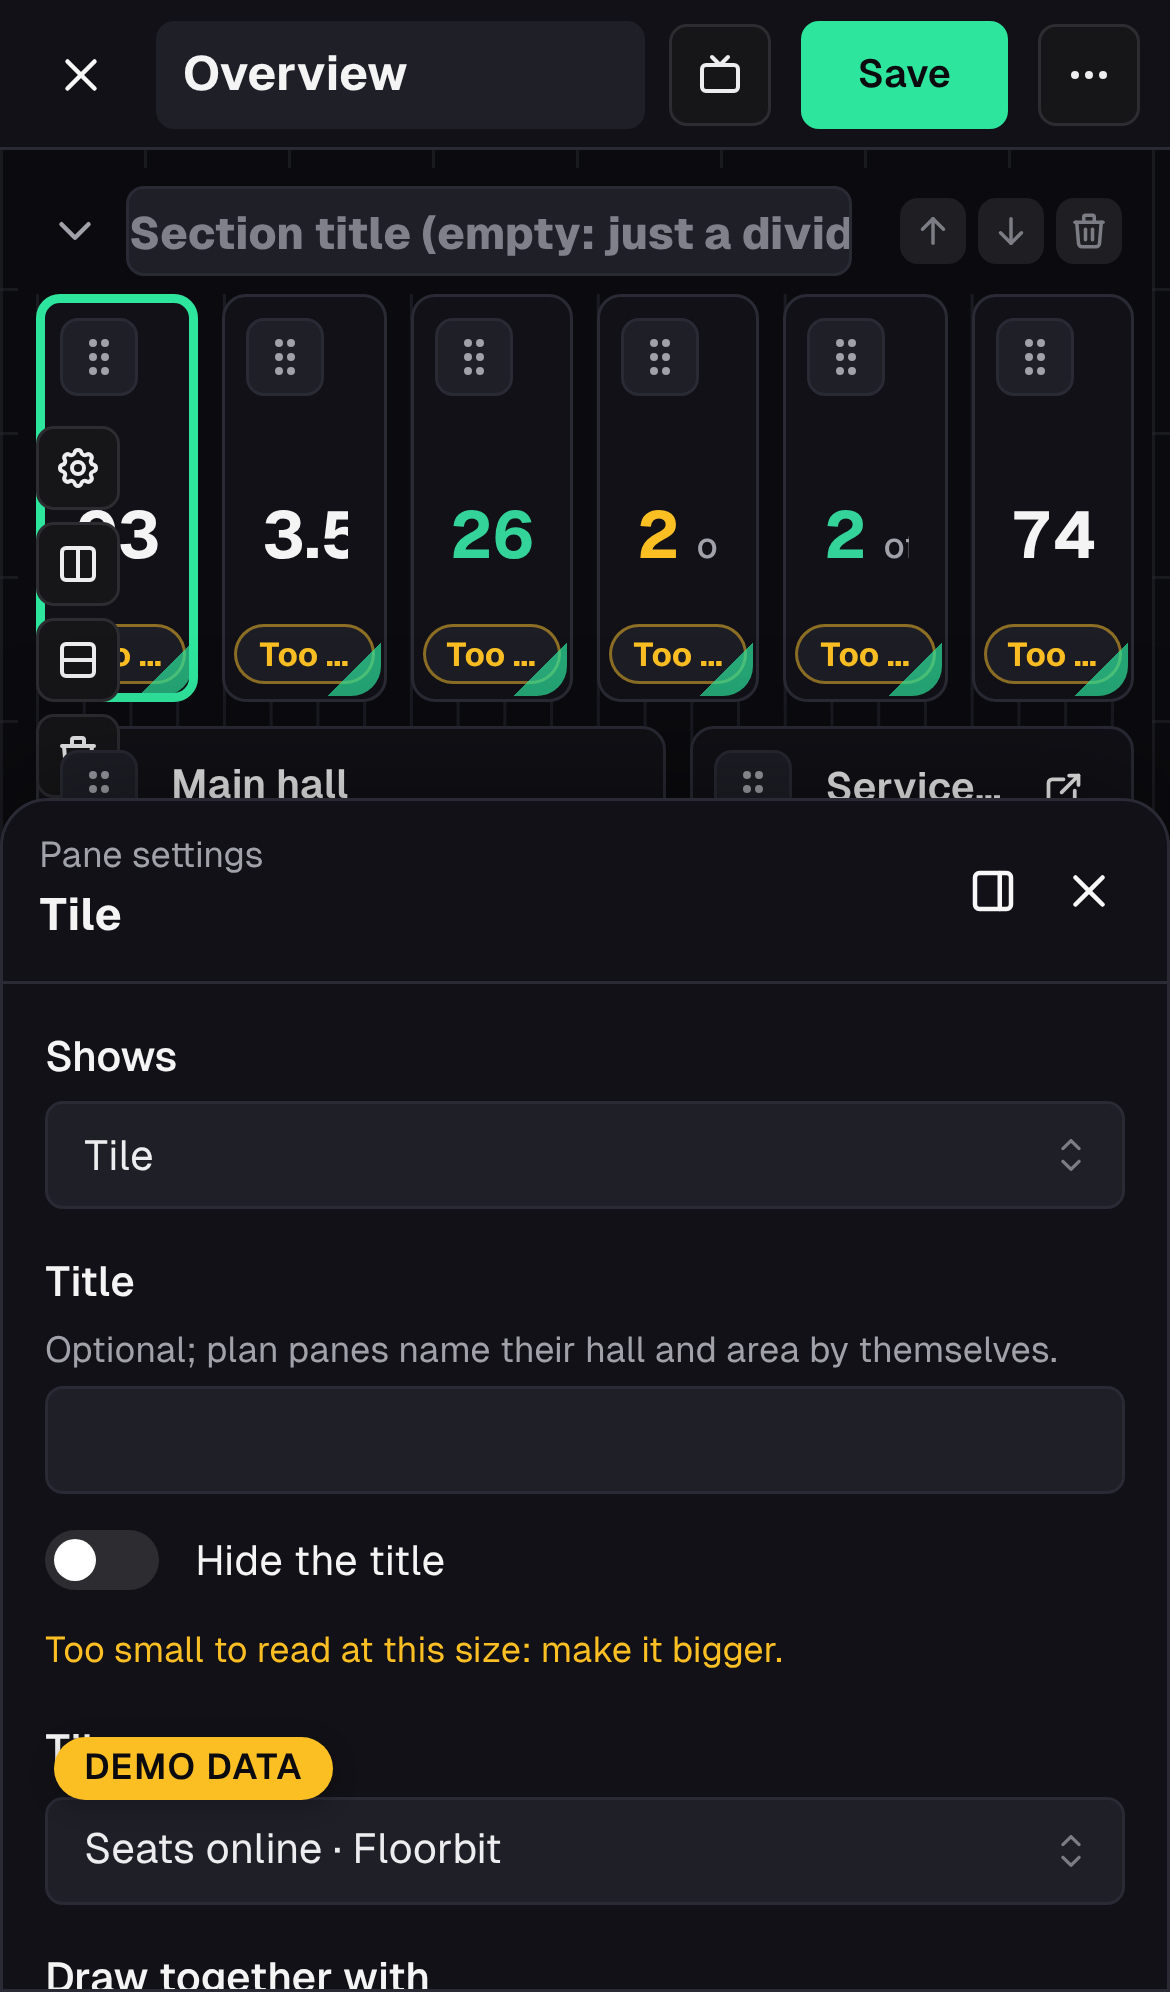 Overview
Save
Section title (empty: just a divid
3
3.5
26
2 o
2 of
74
o ...
Too ...
Too ...
Too ...
Too ...
Too ...
Main hall
Service...
Pane settings
Tile
Shows
Tile
Title
Optional; plan panes name their hall and area by themselves.
Hide the title
Too small to read at this size: make it bigger.
DEMO DATA
Seats online · Floorbit
Draw together with